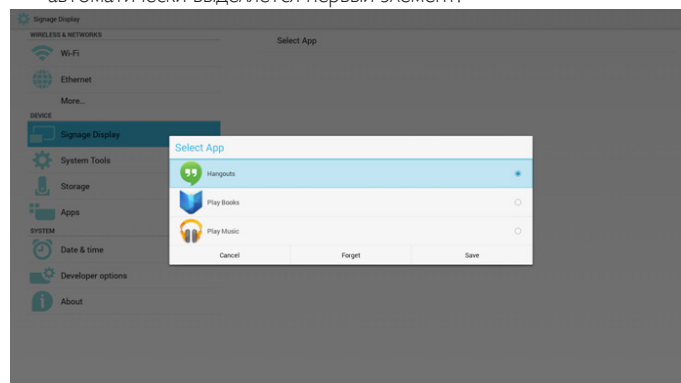 автоматически выделяется первый элемент.
Signage Display
WIRELESS & NETWORKS
Select App
Wi-Fi
Ethernet
More...
DEVICE
Signage Display
System Tools
Storage
Apps
SYSTEM
Date & time
Developer options
About
Select App
Hangouts
Play Books
Play Music
Cancel Forget Save